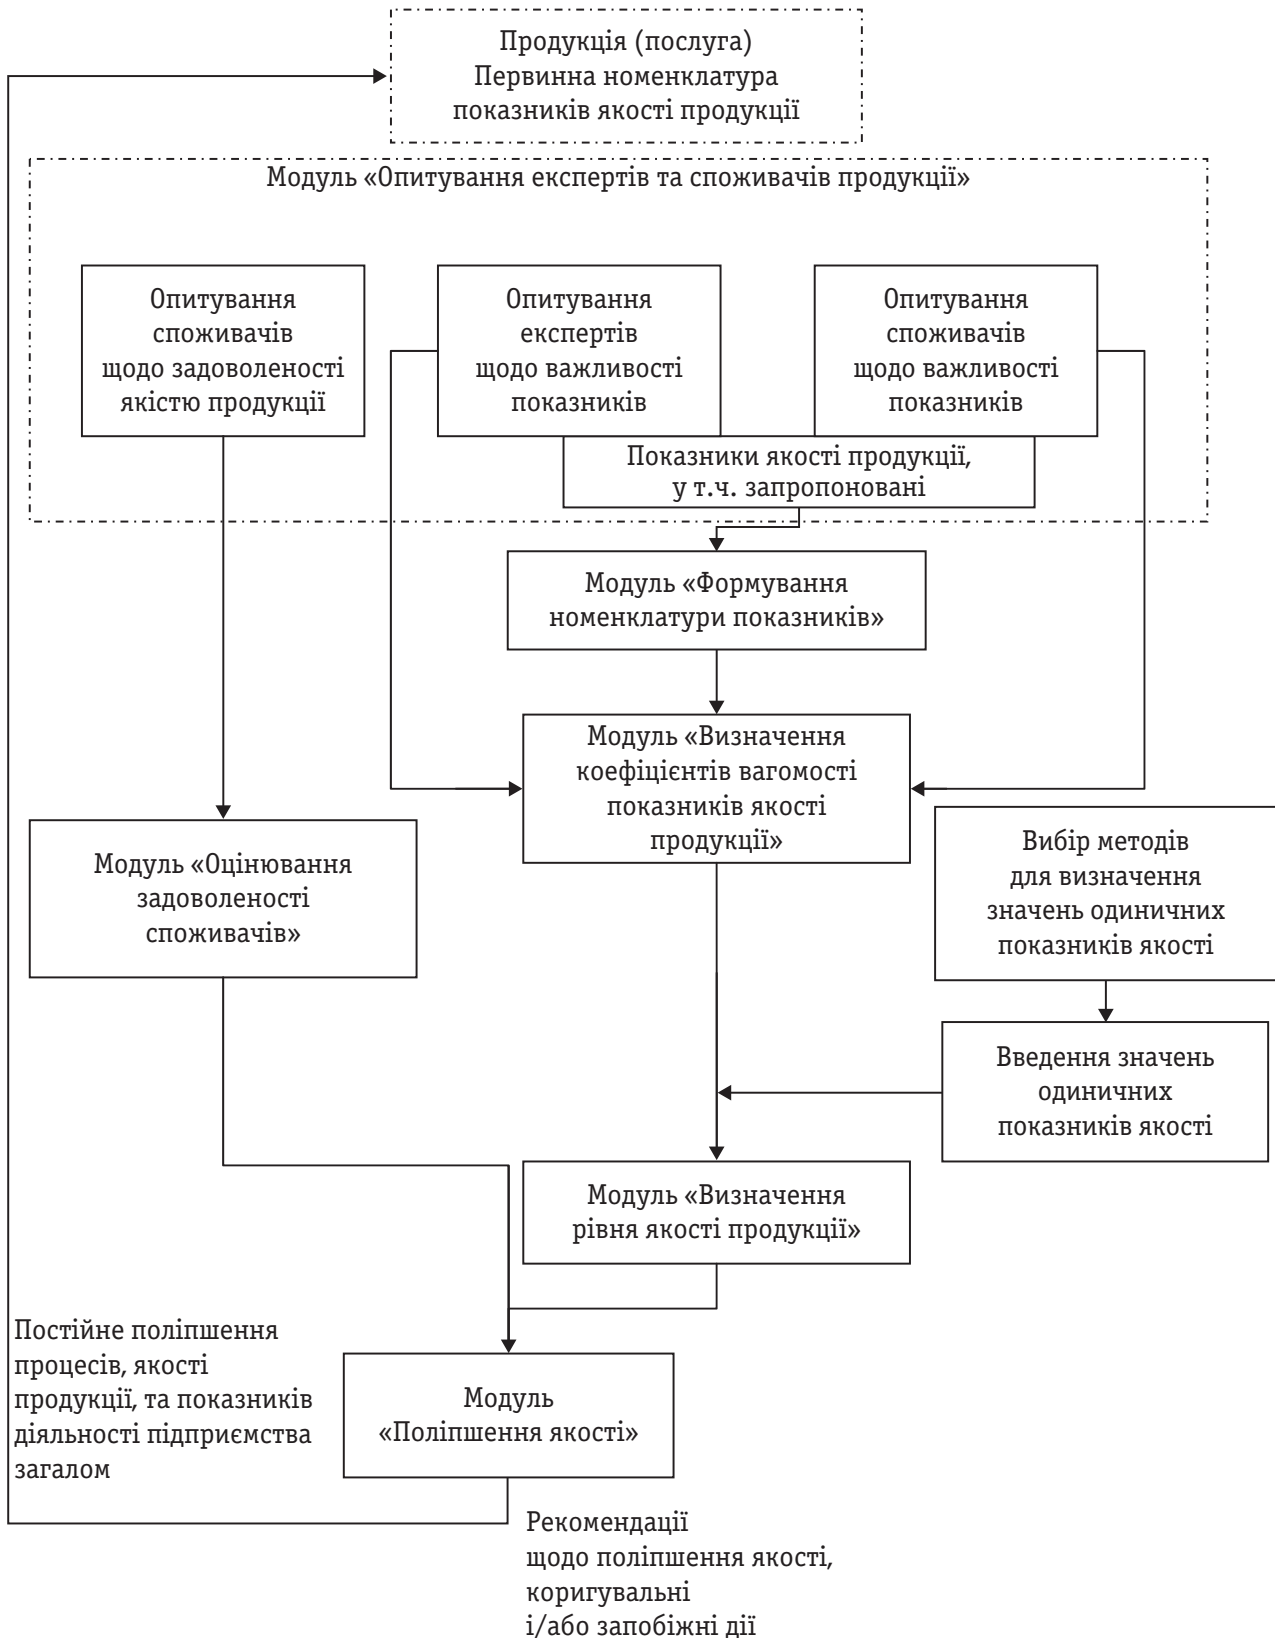 Продукція (послуга)
Первинна номенклатура
показників якості продукції
Модуль «Опитування експертів та споживачів продукції»
Опитування
споживачів
щодо задоволеності
якістю продукції
Опитування
експертів
щодо важливості
показників
Опитування
споживачів
щодо важливості
показників
Показники якості продукції,
у т.ч. запропоновані
Модуль «Формування
номенклатури показників»
Модуль «Визначення
коефіцієнтів вагомості
показників якості
продукції»
Модуль «Оцінювання
задоволеності
споживачів»
Вибір методів
для визначення
значень одиничних
показників якості
Введення значень
одиничних
показників якості
Модуль «Визначення
рівня якості продукції»
Постійне поліпшення
процесів, якості
продукції, та показників
діяльності підприємства
загалом
Модуль
«Поліпшення якості»
Рекомендації
щодо поліпшення якості,
коригувальні
і/або запобіжні дії